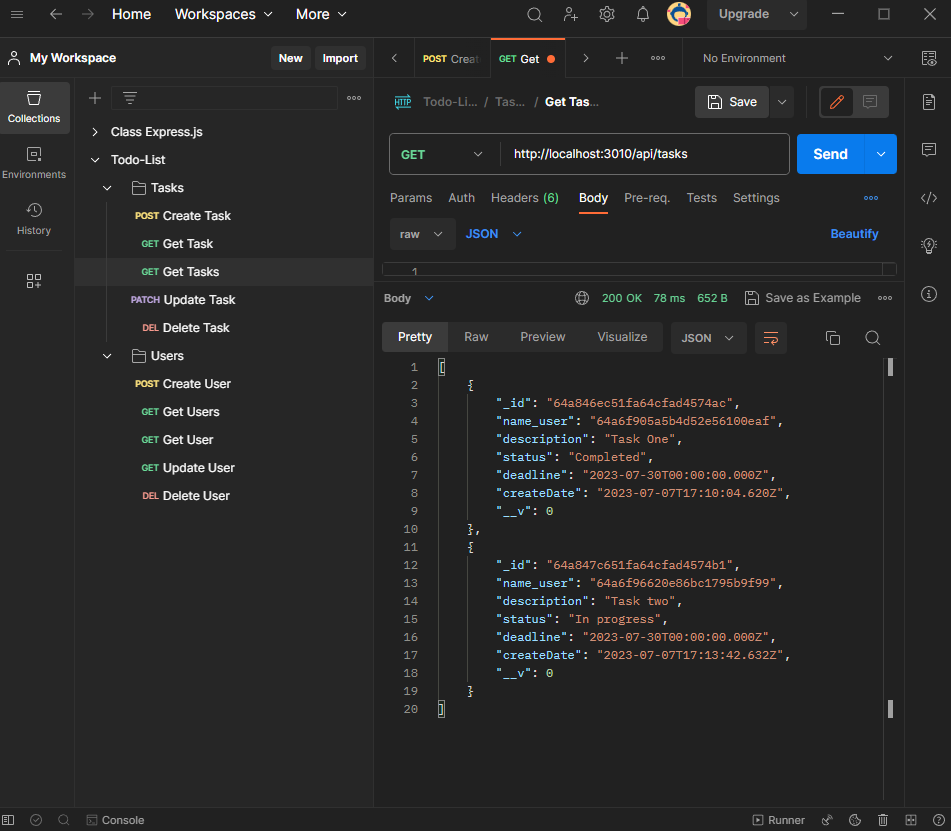 Home Workspaces More Upgrade
My Workspace New Import POST Creat GET Get No Environment
Collections
Environments
History
Class Express.js
Todo-List
Tasks
POST Create Task
GET Get Task
GET Get Tasks
PATCH Update Task
DEL Delete Task
Users
POST Create User
GET Get Users
GET Get User
GET Update User
DEL Delete User
HTTP Todo-Li... / Tas... / Get Tas... Save
GET http://localhost:3010/api/tasks Send
Params Auth Headers (6) Body Pre-req. Tests Settings
raw JSON Beautify
1
Body 200 OK 78 ms 652 B Save as Example
Pretty Raw Preview Visualize JSON
1 [
2 {
3 "_id": "64a846ec51fa64cfad4574ac",
4 "name_user": "64a6f905a5b4d52e56100eaf",
5 "description": "Task One",
6 "status": "Completed",
7 "deadline": "2023-07-30T00:00:00.000Z",
8 "createDate": "2023-07-07T17:10:04.620Z",
9 "__v": 0
10 },
11 {
12 "_id": "64a847c651fa64cfad4574b1",
13 "name_user": "64a6f96620e86bc1795b9f99",
14 "description": "Task two",
15 "status": "In progress",
16 "deadline": "2023-07-30T00:00:00.000Z",
17 "createDate": "2023-07-07T17:13:42.632Z",
18 "__v": 0
19 }
20 ]
Console Runner